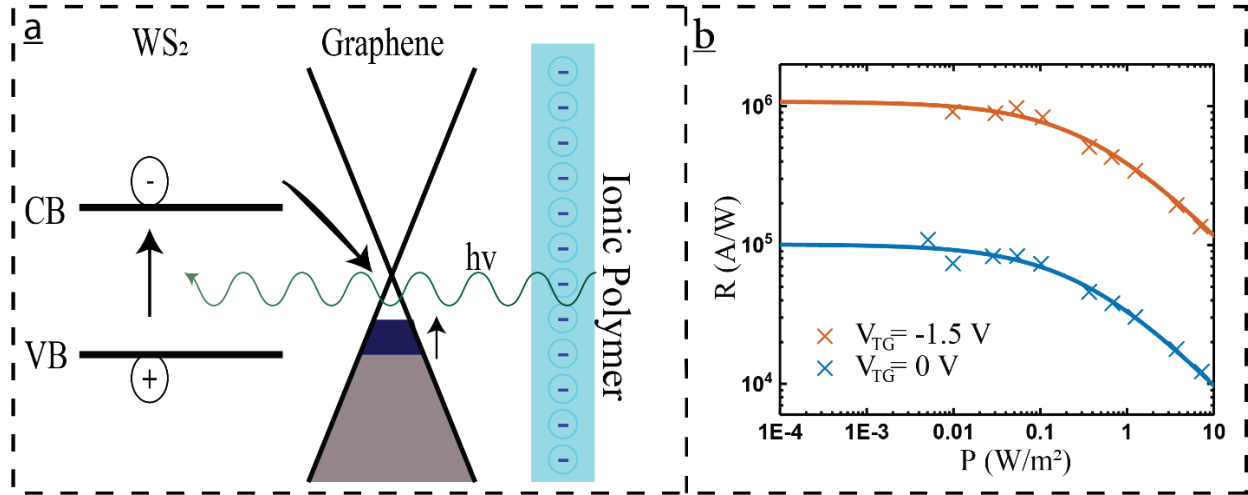 a
WS₂
Graphene
-
CB
hν
VB
+
Ionic Polymer
-
-
-
-
-
-
-
-
-
-
-
-
b
R (A/W)
10⁶
10⁵
10⁴
V_TG= -1.5 V
V_TG= 0 V
1E-4
1E-3
0.01
0.1
1
10
P (W/m²)